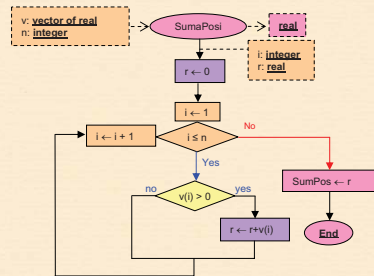 v: vector of real
n: integer
SumaPosi
real
i: integer
r: real
r ← 0
i ← 1
i ← i + 1
i ≤ n
No
Yes
SumPos ← r
no
v(i) > 0
yes
r ← r+v(i)
End